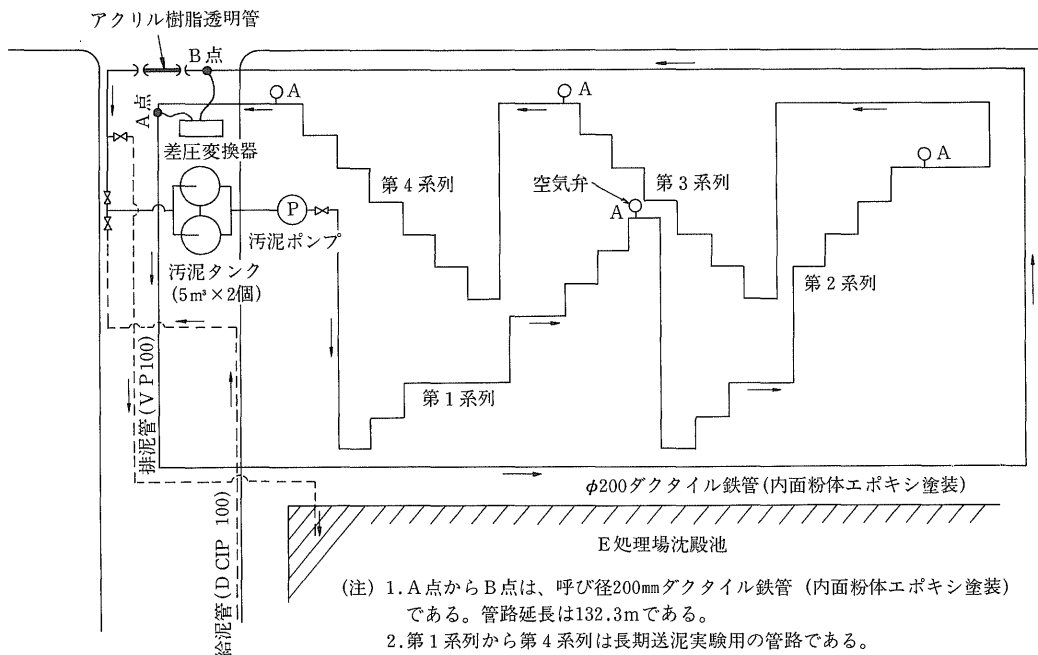 アクリル樹脂透明管
B点
A点
差圧変換器
A
A
A
空気弁
A
第4系列
第3系列
第2系列
第1系列
P
汚泥ポンプ
汚泥タンク
(5m³×2個)
排泥管(VP100)
給泥管(DCIP 100)
φ200ダクタイル鉄管(内面粉体エポキシ塗装)
E処理場沈殿池
(注) 1.A点からB点は、呼び径200mmダクタイル鉄管 (内面粉体エポキシ塗装)
である。管路延長は132.3mである。
2.第1系列から第4系列は長期送泥実験用の管路である。